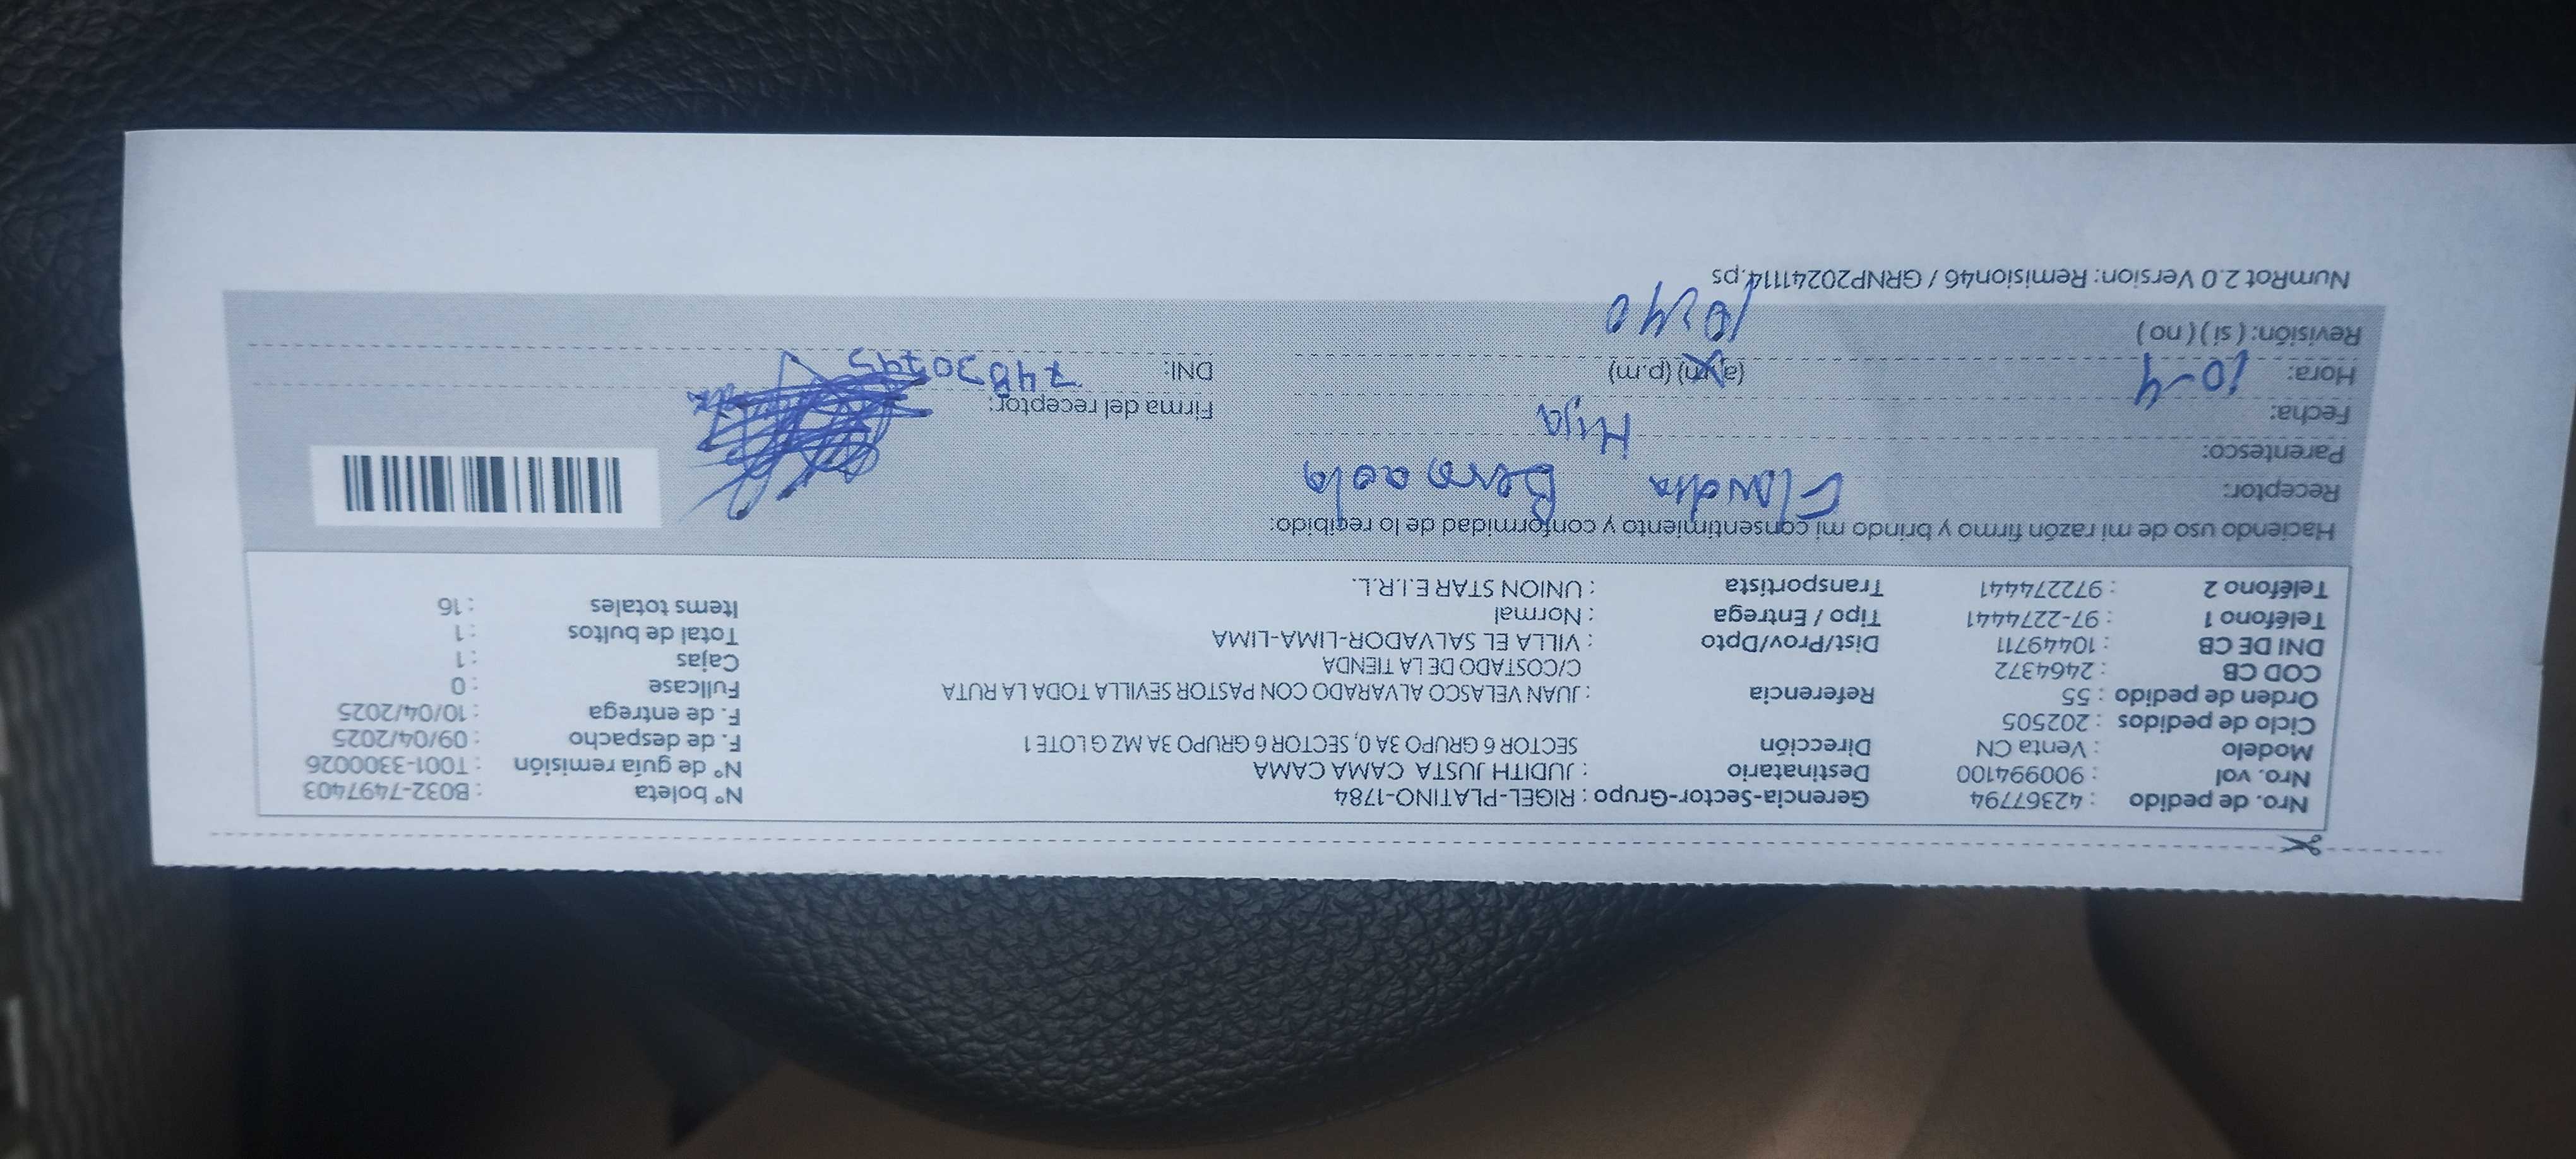 Nro. de pedido : 42367794 Gerencia-Sector-Grupo : RIGEL-PLATINO-1784 N° boleta : B032-7497403
Nro. vol : 900994100 Destinatario : JUDITH JUSTA CAMA CAMA N° de guía remisión : T001-3300026
Modelo : Venta CN Dirección SECTOR 6 GRUPO 3A 0, SECTOR 6 GRUPO 3A MZ G LOTE 1 F. de despacho : 09/04/2025
Ciclo de pedidos : 202505 F. de entrega : 10/04/2025
Orden de pedido : 55 Referencia : JUAN VELASCO ALVARADO CON PASTOR SEVILLA TODA LA RUTA Fullcase : 0
COD CB : 2464372 C/COSTADO DE LA TIENDA Cajas : 1
DNI DE CB : 10449711 Dist/Prov/Dpto : VILLA EL SALVADOR-LIMA-LIMA Total de bultos : 1
Teléfono 1 : 97-2274441 Tipo / Entrega : Normal Items totales : 16
Teléfono 2 : 972274441 Transportista : UNION STAR E.I.R.L.
Haciendo uso de mi razón firmo y brindo mi consentimiento y conformidad de lo recibido:
Receptor: Claudia
Parentesco: Hija
Fecha: 10-4 Firma del receptor:
Hora: 10:40 (a.m) (p.m) DNI:
Revisión: ( si ) ( no )
NumRot 2.0 Version: Remision46 / GRNP20241114.ps